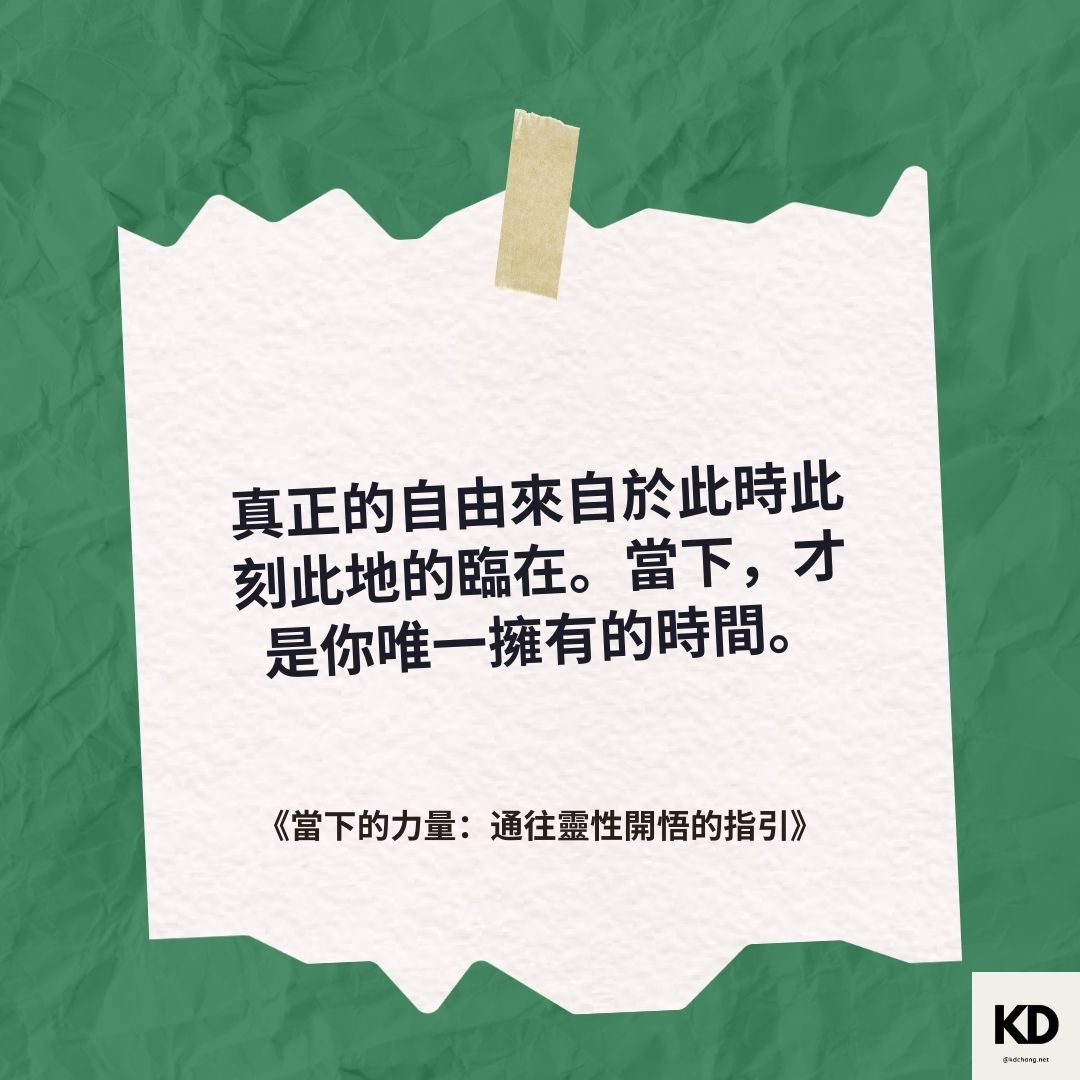 真正的自由來自於此時此
刻此地的臨在。當下，才
是你唯一擁有的時間。
《當下的力量：通往靈性開悟的指引》
KD
@kdchang.net